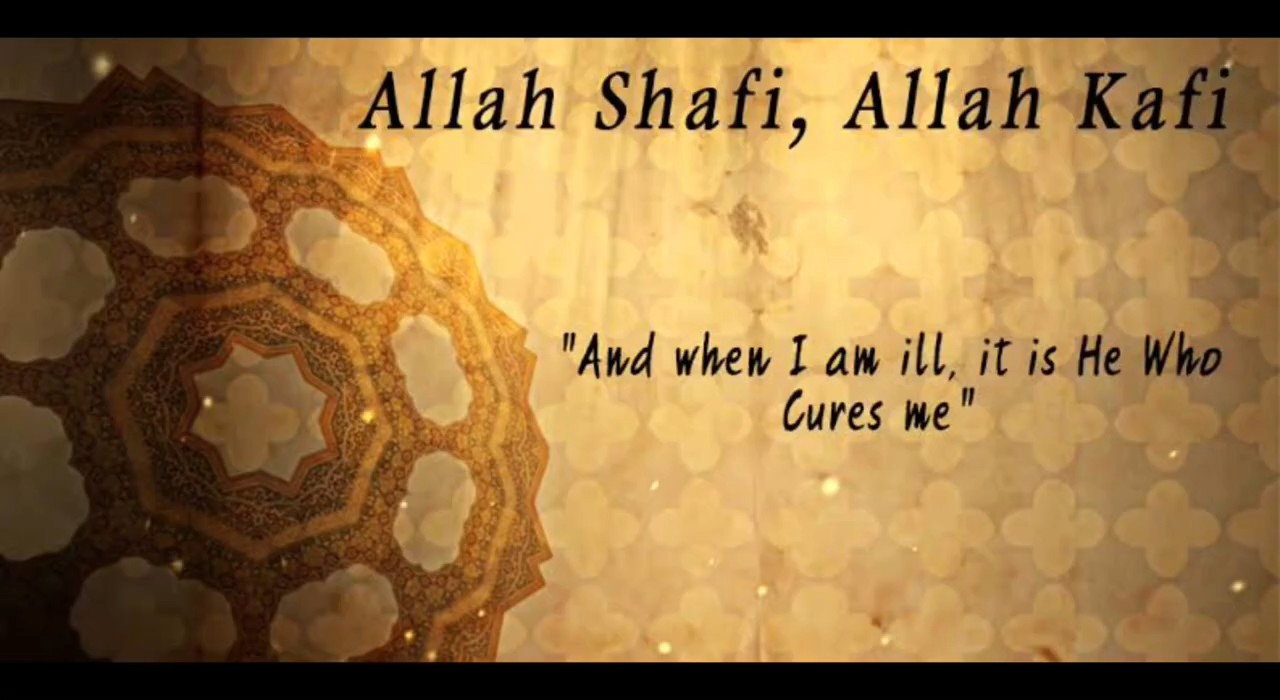 Allah Shafi, Allah Kafi
"And when I am ill, it is He Who
Cures me"